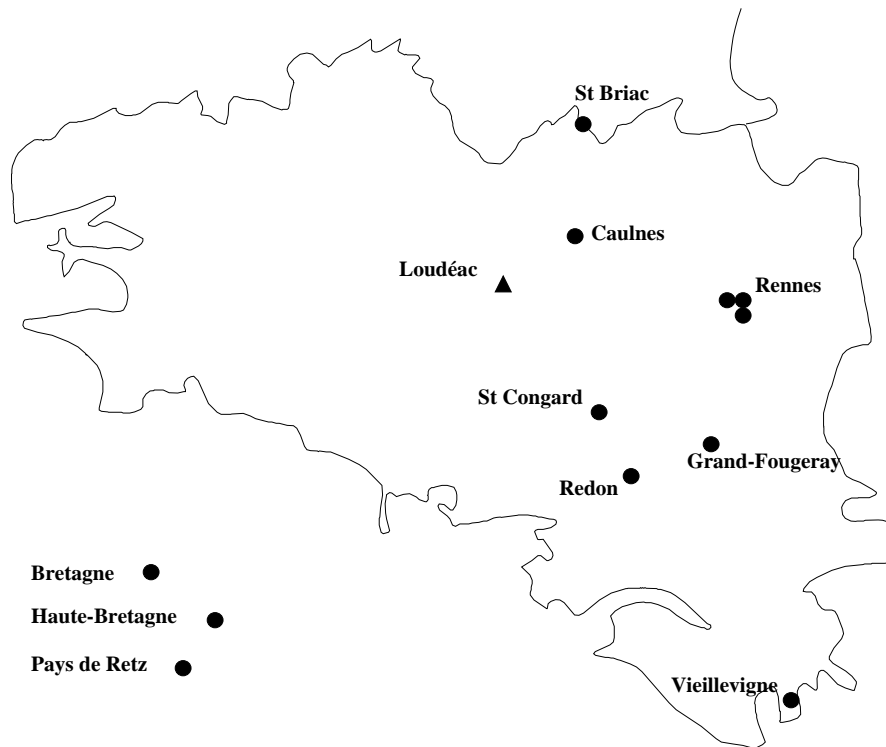 St Briac
Caulnes
Loudéac
Rennes
St Congard
Grand-Fougeray
Redon
Bretagne
Haute-Bretagne
Pays de Retz
Vieillevigne